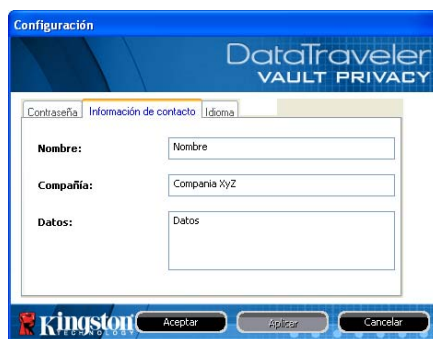 Configuración
DataTraveler
VAULT PRIVACY
Contraseña Información de contacto Idioma
Nombre: Nombre
Compañía: Compania XyZ
Datos: Datos
Kingston Aceptar Aplicar Cancelar
TECHNOLOGY